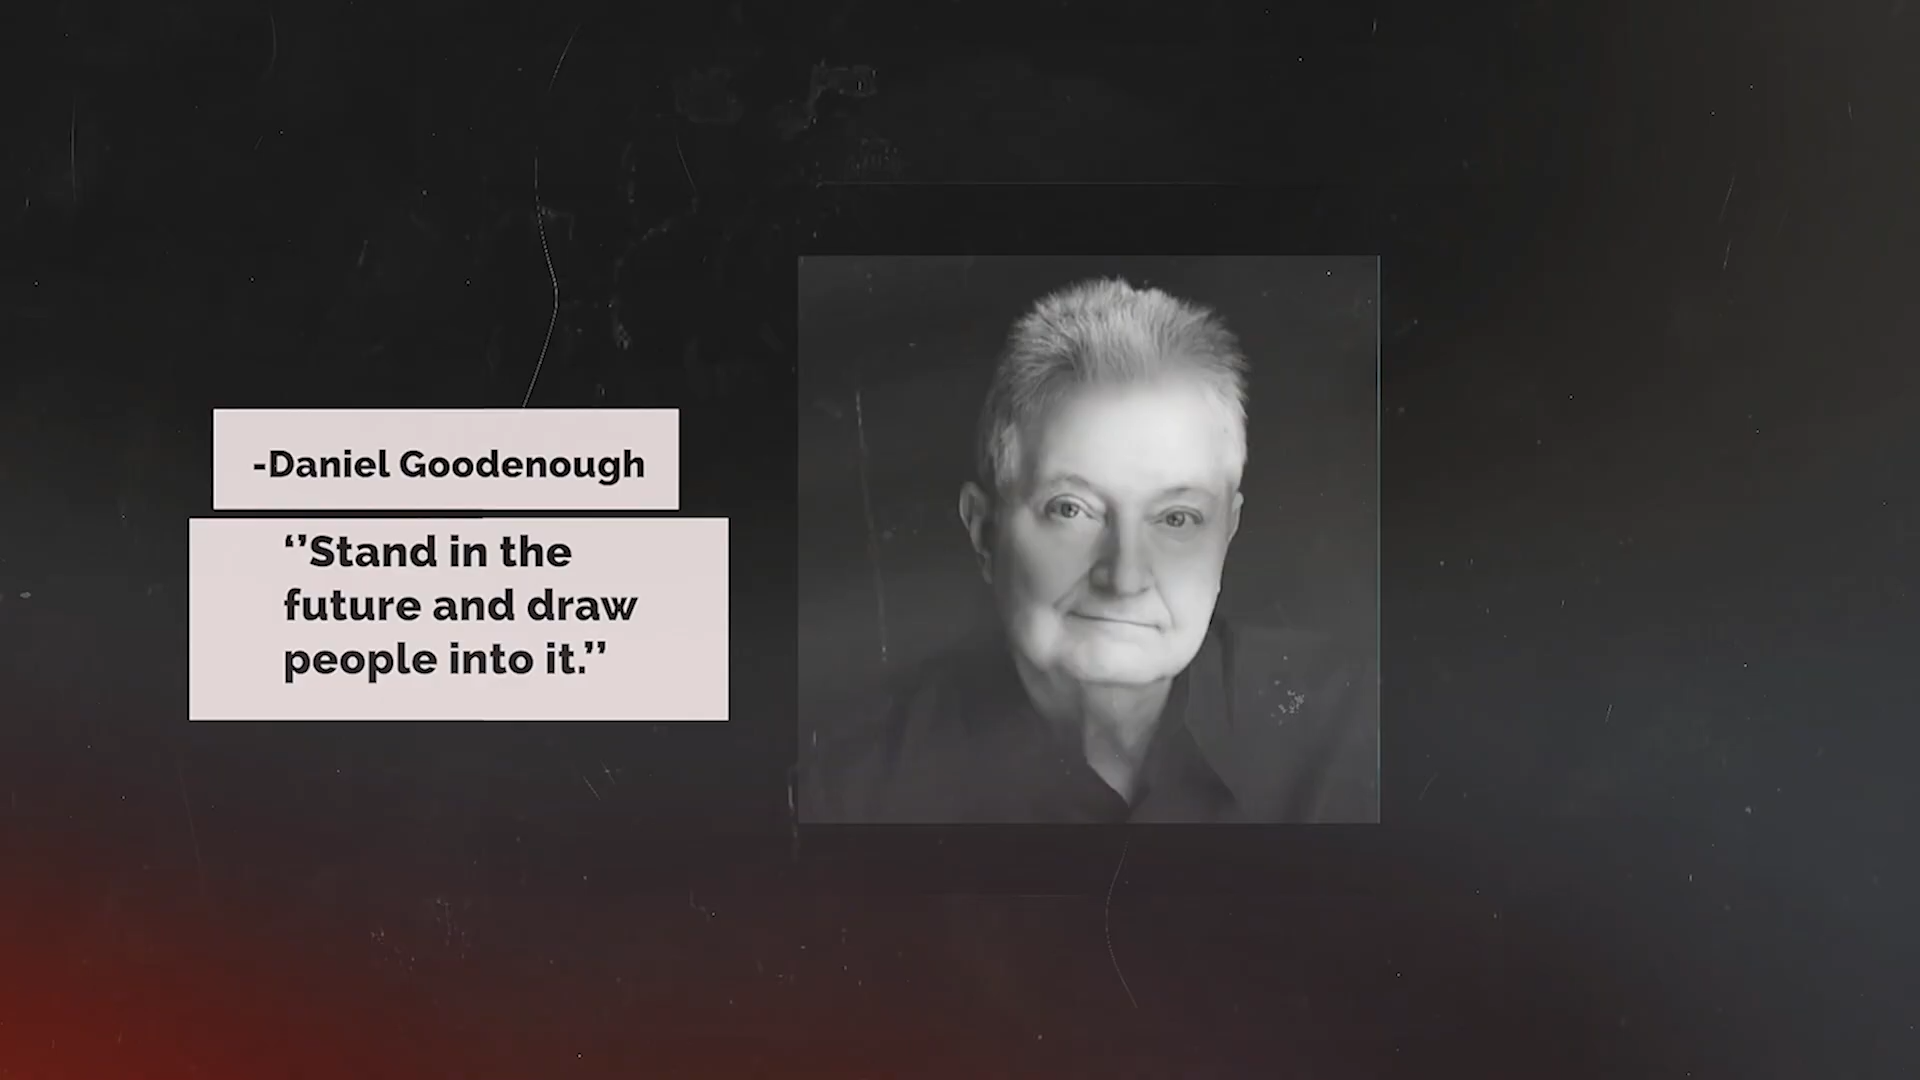 -Daniel Goodenough
‘’Stand in the
future and draw
people into it.’’